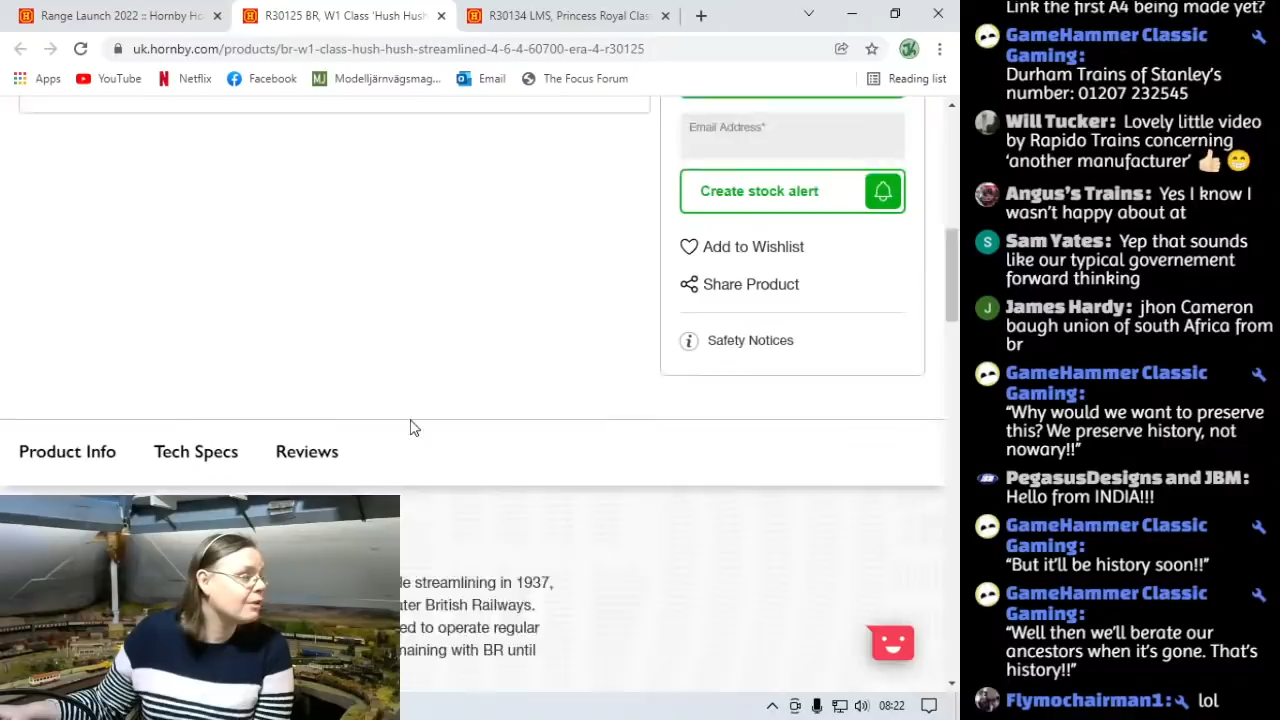 Range Launch 2022 :: Hornby Ho
R30125 BR, W1 Class 'Hush Hush
R30134 LMS, Princess Royal Clas
uk.hornby.com/products/br-w1-class-hush-hush-streamlined-4-6-4-60700-era-4-r30125
Apps
YouTube
Netflix
Facebook
Modelljärnvägsmag...
Email
The Focus Forum
Reading list
Email Address*
Create stock alert
Add to Wishlist
Share Product
Safety Notices
Product Info
Tech Specs
Reviews
le streamlining in 1937,
ater British Railways.
ed to operate regular
maining with BR until
08:22
Link the first A4 being made yet?
GameHammer Classic
Gaming:
Durham Trains of Stanley's
number: 01207 232545
Will Tucker: Lovely little video
by Rapido Trains concerning
'another manufacturer' 👍🏻 😁
Angus's Trains: Yes I know I
wasn't happy about at
S
Sam Yates: Yep that sounds
like our typical governement
forward thinking
J
James Hardy: jhon Cameron
baugh union of south Africa from
br
GameHammer Classic
Gaming:
"Why would we want to preserve
this? We preserve history, not
nowary!!"
PegasusDesigns and JBM:
Hello from INDIA!!!
GameHammer Classic
Gaming:
"But it'll be history soon!!"
GameHammer Classic
Gaming:
"Well then we'll berate our
ancestors when it's gone. That's
history!!"
Flymochairman1: lol